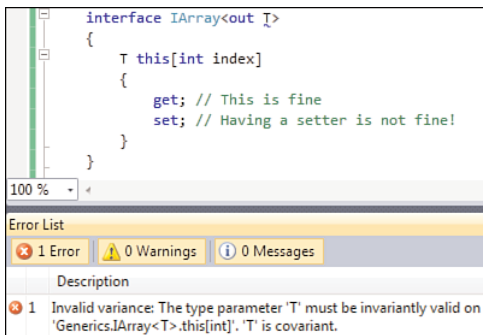 interface IArray<out T>
{
T this[int index]
{
get; // This is fine
set; // Having a setter is not fine!
}
}
100 %
Error List
1 Error 0 Warnings 0 Messages
Description
1 Invalid variance: The type parameter 'T' must be invariantly valid on
'Generics.IArray<T>.this[int]'. 'T' is covariant.